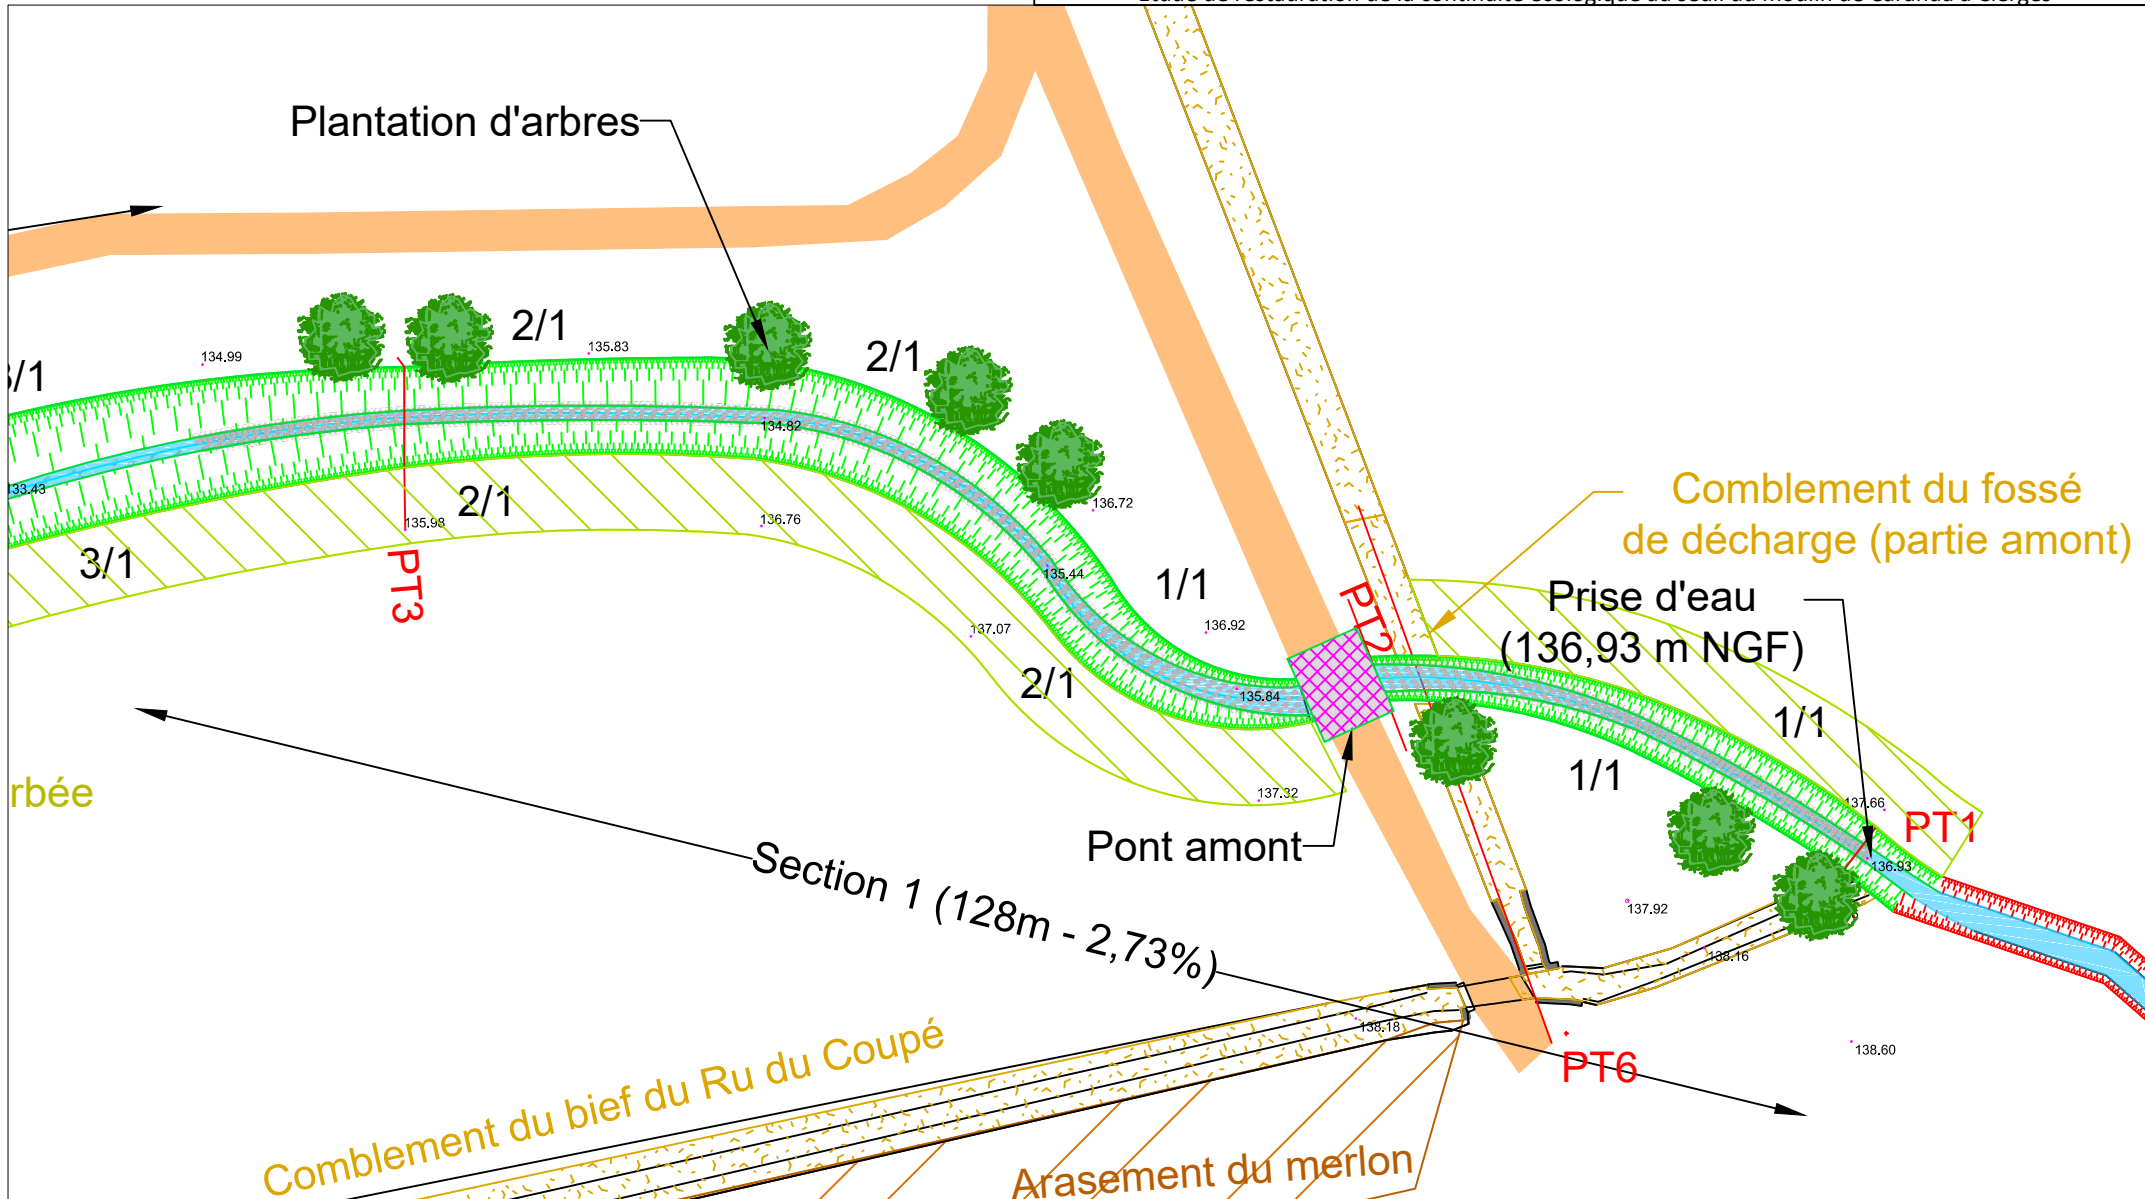 Plantation d'arbres
2/1
135.83
134.99
2/1
/1
134.82
133.43
135.98
2/1
136.76
136.72
3/1
PT3
135.44
1/1
136.92
137.07
2/1
135.84
PT2
Comblement du fossé
de décharge (partie amont)
Prise d'eau
(136,93 m NGF)
1/1
1/1
137.32
137.66
PT1
136.93
rbée
Pont amont
Section 1 (128m - 2,73%)
137.92
138.16
138.18
138.60
PT6
Comblement du bief du Ru du Coupé
Arasement du merlon